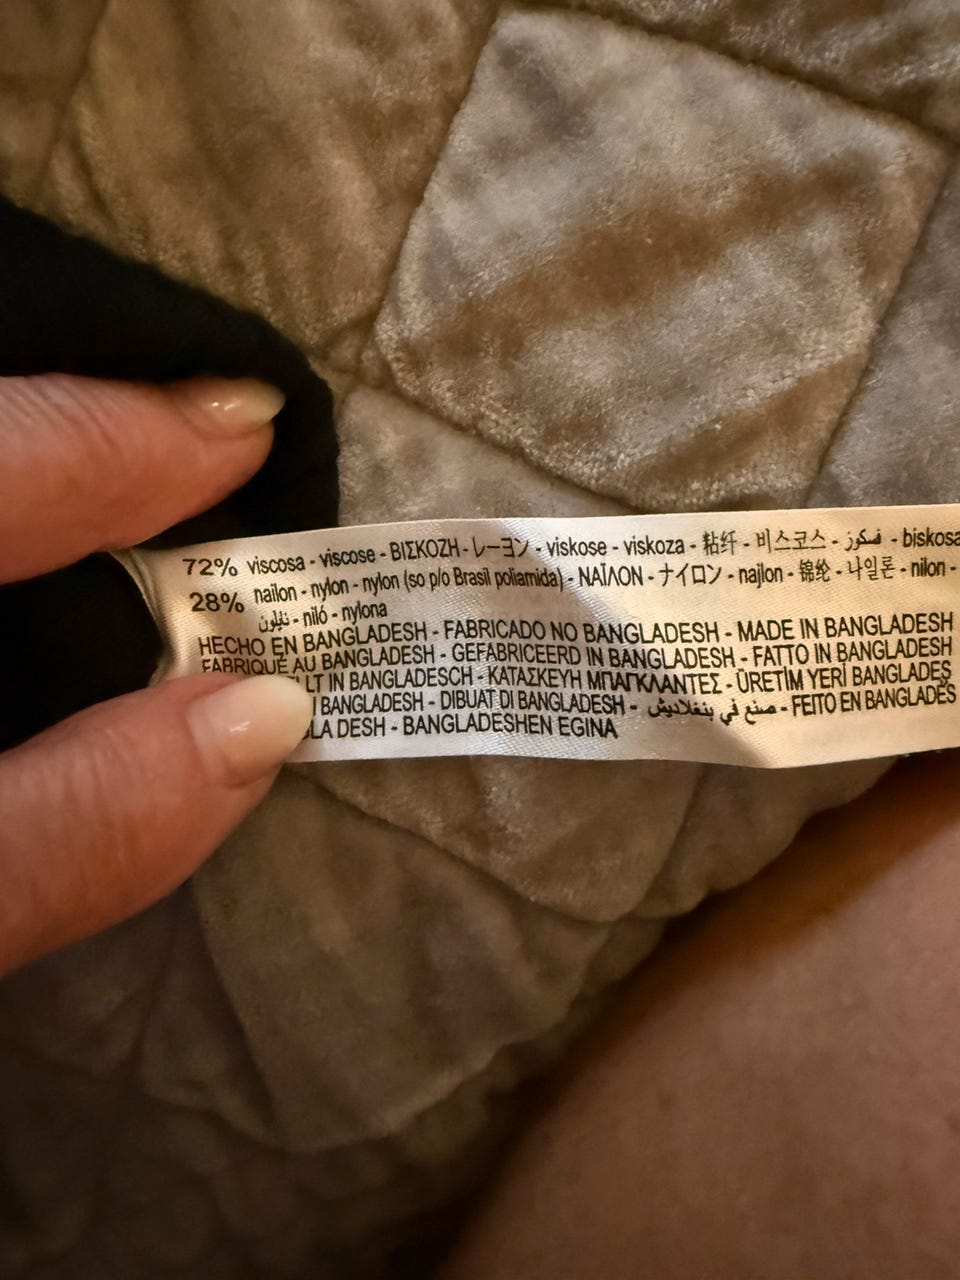 72% viscosa - viscose - ΒΙΣΚΟΖΗ - レーヨン - viskose - viskoza - 粘纤 - 비스코스 - فسكوز - biskosa
28% nailon - nylon - nylon (so p/o Brasil poliamida) - ΝΑΪΛΟΝ - ナイロン - najlon - 锦纶 - 나일론 - nilon -
نايلون - niló - nylona
HECHO EN BANGLADESH - FABRICADO NO BANGLADESH - MADE IN BANGLADESH
FABRIQUÉ AU BANGLADESH - GEFABRICEERD IN BANGLADESH - FATTO IN BANGLADESH
LT IN BANGLADESCH - ΚΑΤΑΣΚΕΥΗ ΜΠΑΓΚΛΑΝΤΕΣ - ÜRETİM YERİ BANGLADEŞ
I BANGLADESH - DIBUAT DI BANGLADESH - صنع في بنغلاديش - FEITO EN BANGLADÉS
LA DESH - BANGLADESHEN EGINA